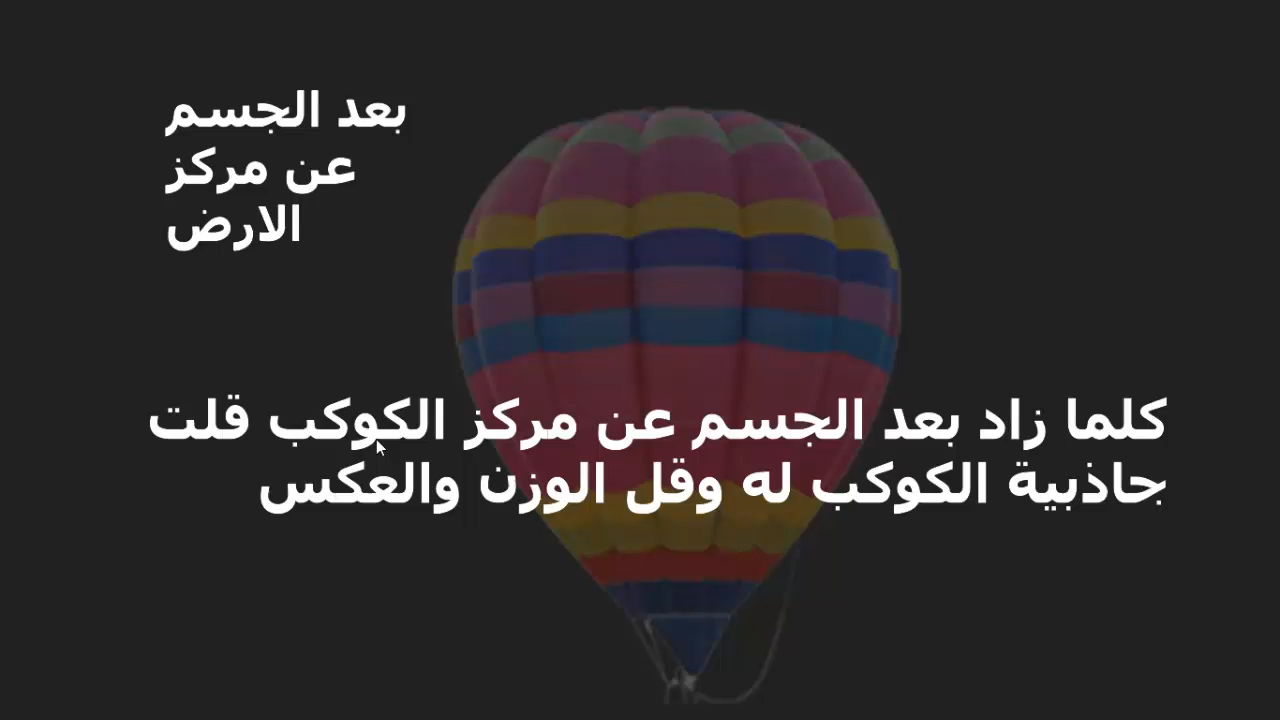 بعد الجسم
عن مركز
الارض
كلما زاد بعد الجسم عن مركز الكوكب قلت
جاذبية الكوكب له وقل الوزن والعكس